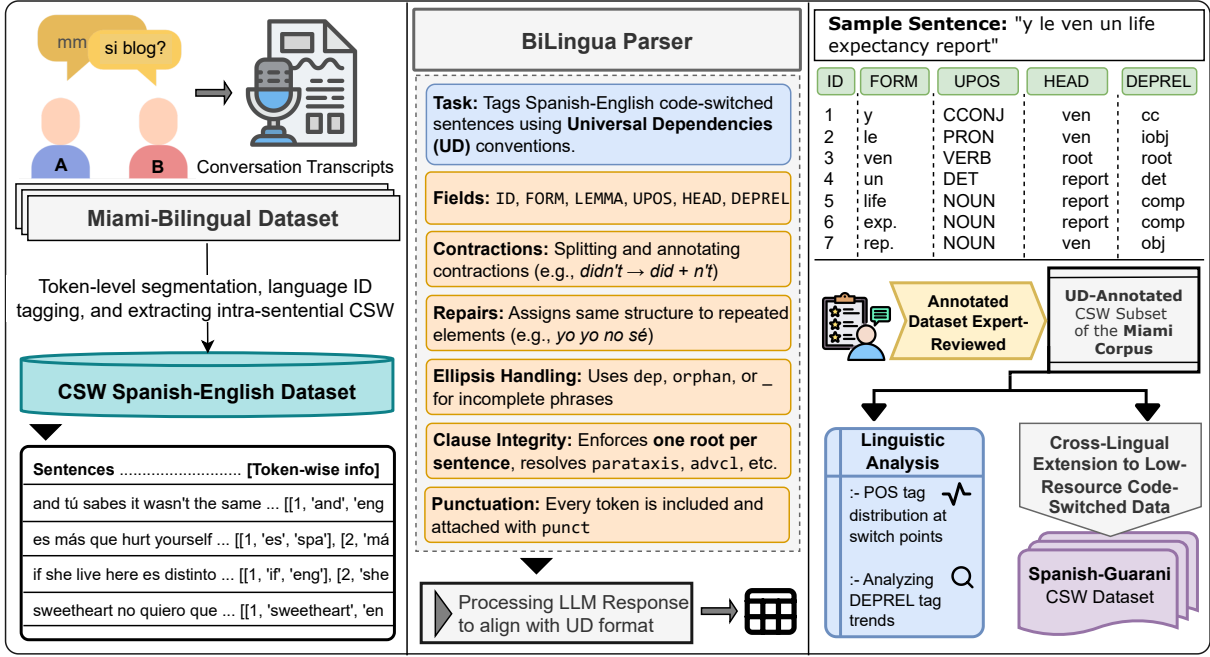 mm
si blog?
A
B
Conversation Transcripts
Miami-Bilingual Dataset
Token-level segmentation, language ID
tagging, and extracting intra-sentential CSW
CSW Spanish-English Dataset
Sentences .......................... [Token-wise info]
and tú sabes it wasn't the same ... [[1, 'and', 'eng
es más que hurt yourself ... [[1, 'es', 'spa'], [2, 'má
if she live here es distinto ... [[1, 'if', 'eng'], [2, 'she
sweetheart no quiero que ... [[1, 'sweetheart', 'en
BiLingua Parser
Task: Tags Spanish-English code-switched
sentences using Universal Dependencies
(UD) conventions.
Fields: ID, FORM, LEMMA, UPOS, HEAD, DEPREL
Contractions: Splitting and annotating
contractions (e.g., didn't → did + n't)
Repairs: Assigns same structure to repeated
elements (e.g., yo yo no sé)
Ellipsis Handling: Uses dep, orphan, or _
for incomplete phrases
Clause Integrity: Enforces one root per
sentence, resolves parataxis, advcl, etc.
Punctuation: Every token is included and
attached with punct
Processing LLM Response
to align with UD format
Sample Sentence: "y le ven un life
expectancy report"
ID FORM UPOS HEAD DEPREL
1 y CCONJ ven cc
2 le PRON ven iobj
3 ven VERB root root
4 un DET report det
5 life NOUN report comp
6 exp. NOUN report comp
7 rep. NOUN ven obj
Annotated
Dataset Expert-
Reviewed
UD-Annotated
CSW Subset
of the Miami
Corpus
Linguistic
Analysis
:- POS tag
distribution at
switch points
:- Analyzing
DEPREL tag
trends
Cross-Lingual
Extension to Low-
Resource Code-
Switched Data
Spanish-Guarani
CSW Dataset